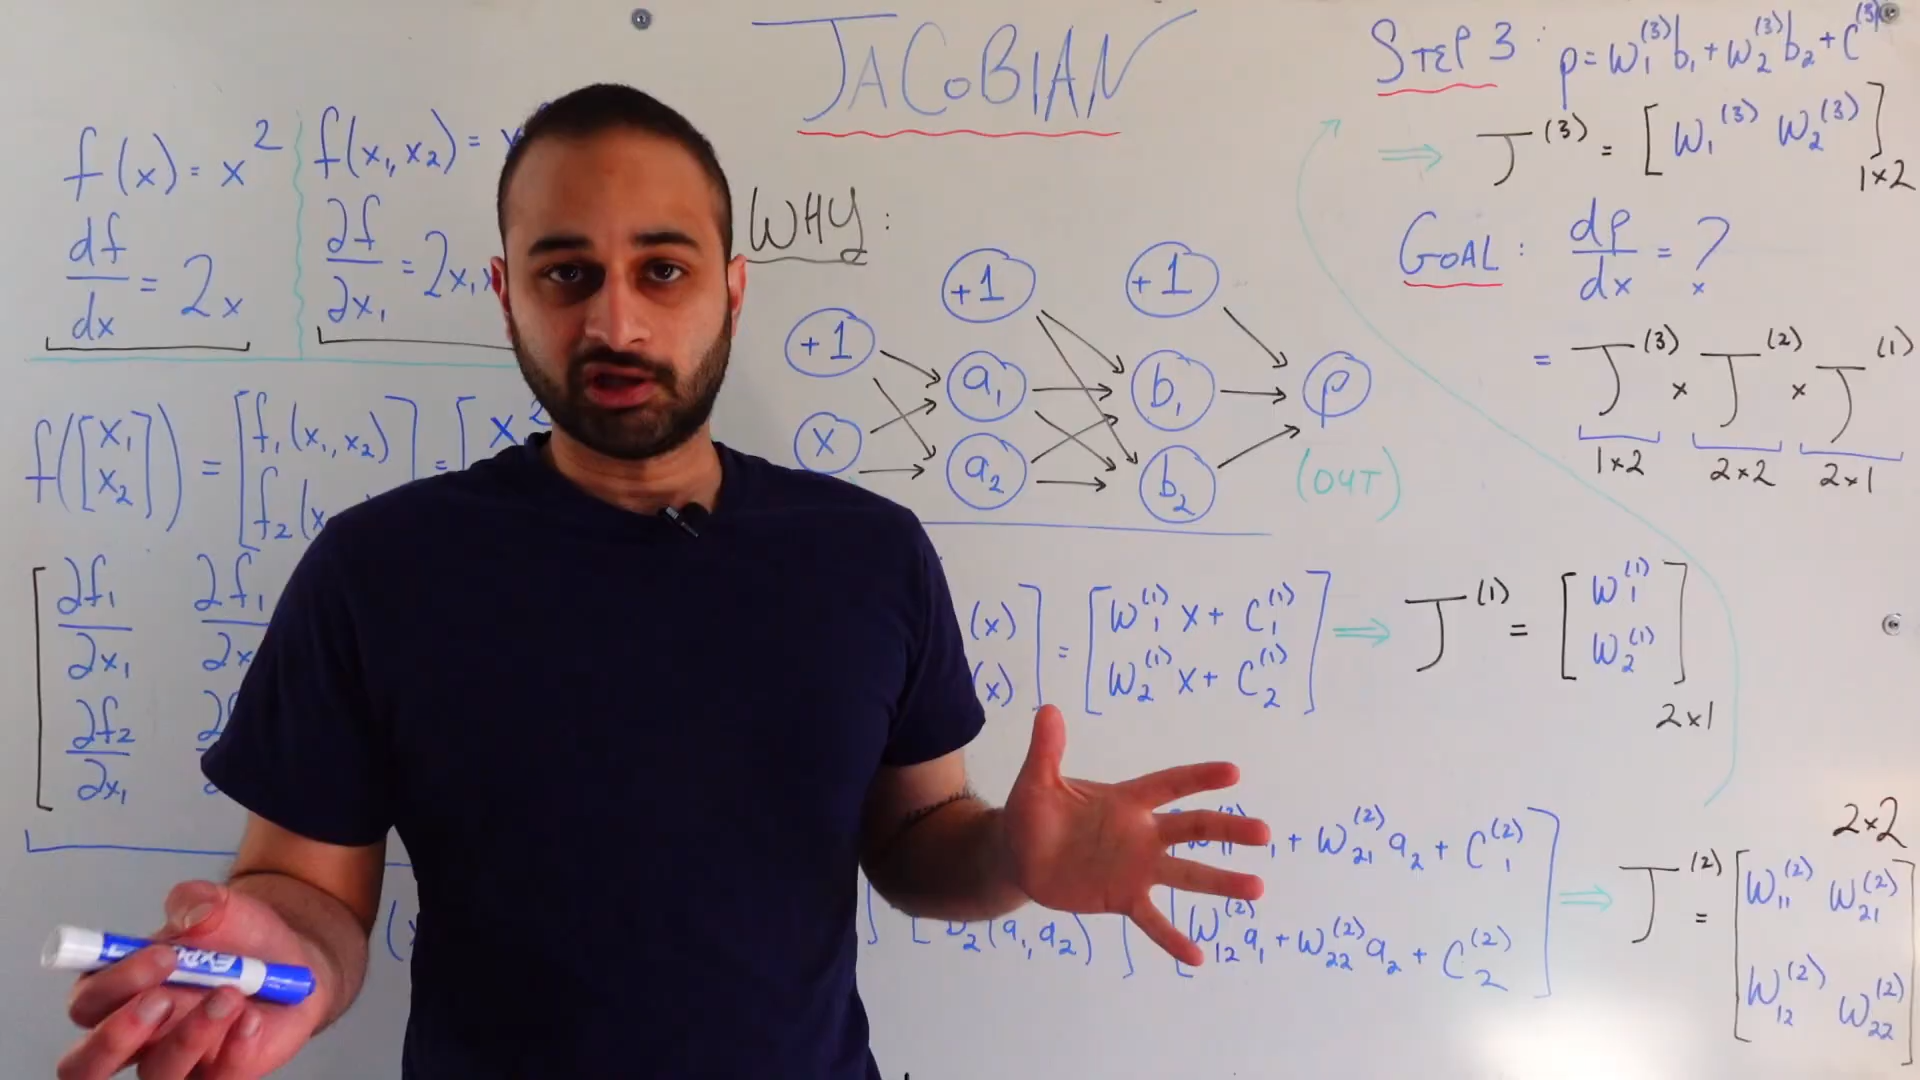 JACOBIAN
f(x) = x²
df/dx = 2x
f(x₁, x₂) =
∂f/∂x₁ = 2x₁
f([x₁ x₂]) = [f₁(x₁, x₂)
f₂(x
∂f₁/∂x₁ ∂f₁
∂f₂/∂x₁
WHY:
+1 +1 +1
x a₁ b₁ p
a₂ b₂
(OUT)
(x) = [w₁⁽¹⁾x + c₁⁽¹⁾
(x) w₂⁽¹⁾x + c₂⁽¹⁾] ⇒ J⁽¹⁾ = [w₁⁽¹⁾ w₂⁽¹⁾] 2×1
+ w₂₁⁽²⁾a₂ + c₁⁽²⁾
b₂(a₁, a₂) w₁₂⁽²⁾a₁ + w₂₂⁽²⁾a₂ + c₂⁽²⁾
⇒ J⁽²⁾ = [w₁₁⁽²⁾ w₂₁⁽²⁾
w₁₂⁽²⁾ w₂₂⁽²⁾] 2×2
STEP 3: p = w₁⁽³⁾b₁ + w₂⁽³⁾b₂ + c⁽³⁾
⇒ J⁽³⁾ = [w₁⁽³⁾ w₂⁽³⁾] 1×2
GOAL: dp/dx = ?
= J⁽³⁾ × J⁽²⁾ × J⁽¹⁾
1×2 2×2 2×1
EXPO